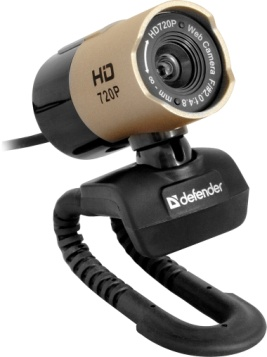 HD720P • Web Camera F/#2.0 f:4.8 mm ∞
HD
720P
defender